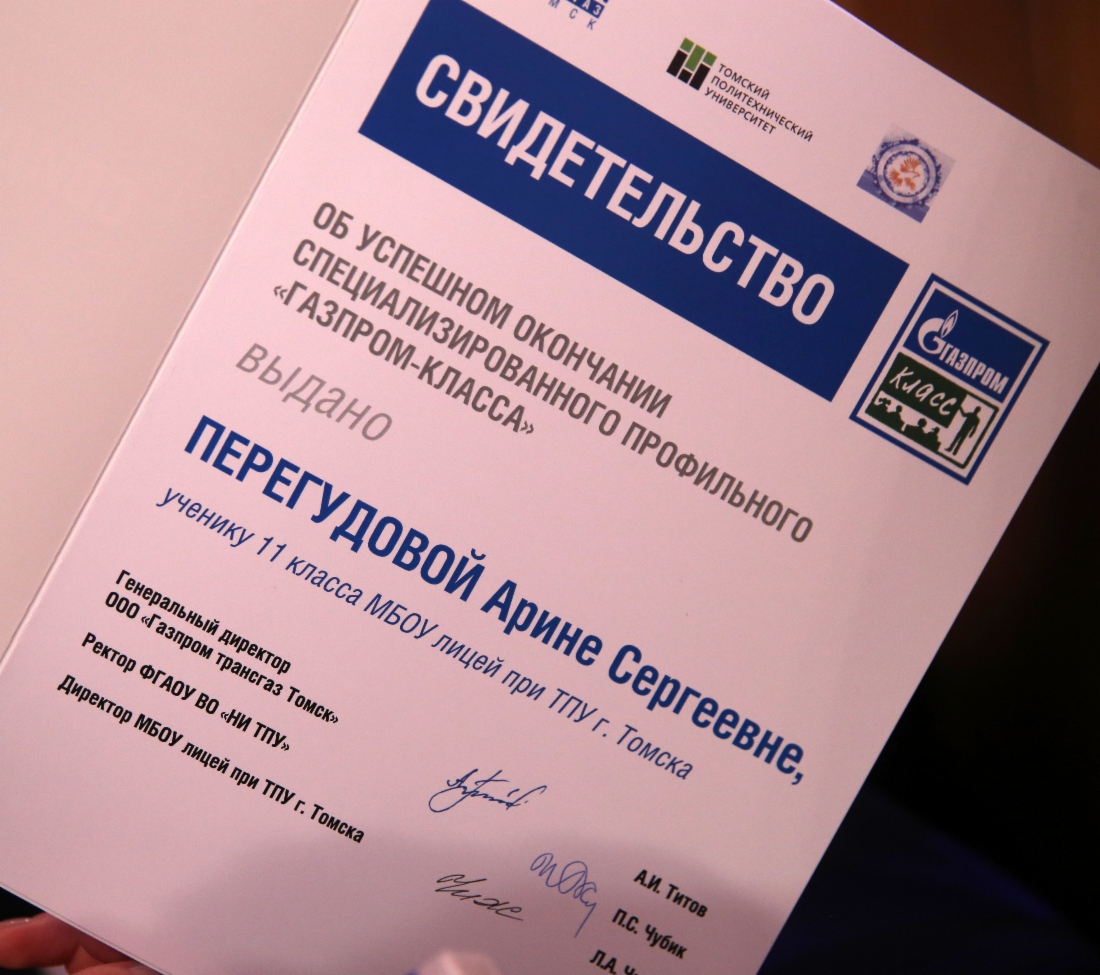 МСК
ТОМСКИЙ
ПОЛИТЕХНИЧЕСКИЙ
УНИВЕРСИТЕТ
СВИДЕТЕЛЬСТВО
ГАЗПРОМ
класс
ОБ УСПЕШНОМ ОКОНЧАНИИ
СПЕЦИАЛИЗИРОВАННОГО ПРОФИЛЬНОГО
«ГАЗПРОМ-КЛАССА»
выдано
ПЕРЕГУДОВОЙ Арине Сергеевне,
ученику 11 класса МБОУ лицей при ТПУ г. Томска
Генеральный директор
ООО «Газпром трансгаз Томск»
А.И. Титов
Ректор ФГАОУ ВО «НИ ТПУ»
П.С. Чубик
Директор МБОУ лицей при ТПУ г. Томска
Л.А.